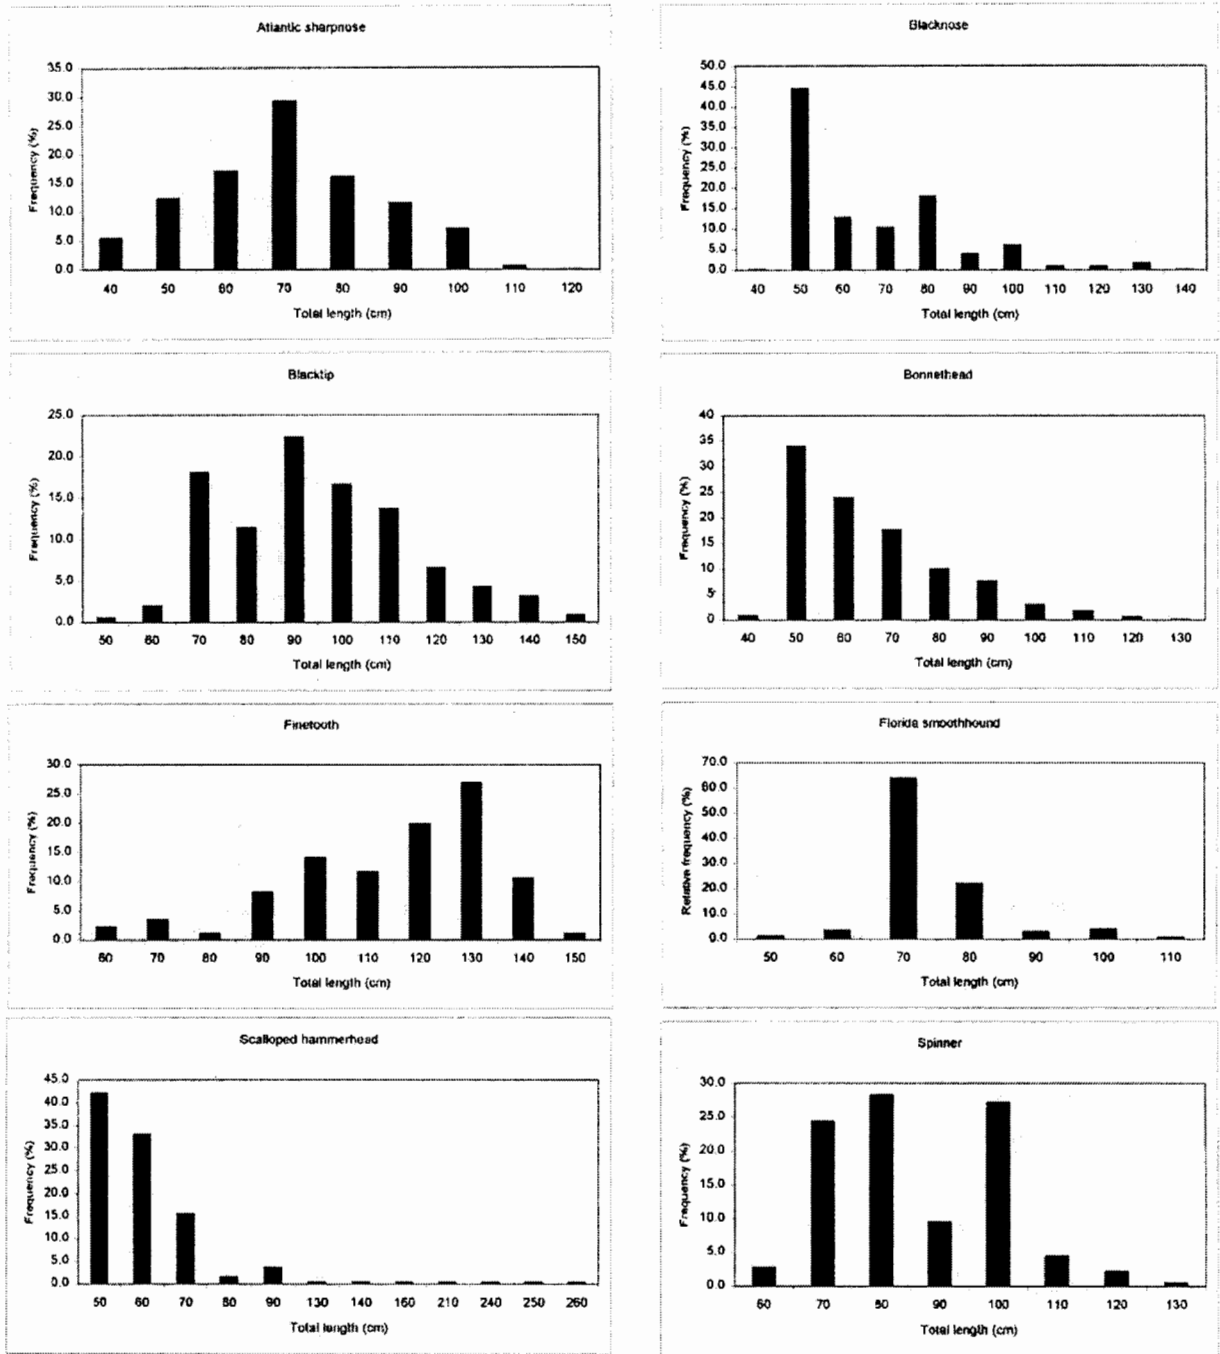 Atlantic sharpnose
35.0
30.0
25.0
20.0
15.0
10.0
5.0
0.0
Frequency (%)
40 50 60 70 80 90 100 110 120
Total length (cm)
Blacknose
50.0
45.0
40.0
35.0
30.0
25.0
20.0
15.0
10.0
5.0
0.0
Frequency (%)
40 50 60 70 80 90 100 110 120 130 140
Total length (cm)
Blacktip
25.0
20.0
15.0
10.0
5.0
0.0
Frequency (%)
50 60 70 80 90 100 110 120 130 140 150
Total length (cm)
Bonnethead
40
35
30
25
20
15
10
5
0
Frequency (%)
40 50 60 70 80 90 100 110 120 130
Total length (cm)
Finetooth
30.0
25.0
20.0
15.0
10.0
5.0
0.0
Frequency (%)
60 70 80 90 100 110 120 130 140 150
Total length (cm)
Florida smoothhound
70.0
60.0
50.0
40.0
30.0
20.0
10.0
0.0
Relative frequency (%)
50 60 70 80 90 100 110
Total length (cm)
Scalloped hammerhead
45.0
40.0
35.0
30.0
25.0
20.0
15.0
10.0
5.0
0.0
Frequency (%)
50 60 70 80 90 130 140 160 210 240 250 260
Total length (cm)
Spinner
30.0
25.0
20.0
15.0
10.0
5.0
0.0
Frequency (%)
60 70 80 90 100 110 120 130
Total length (cm)